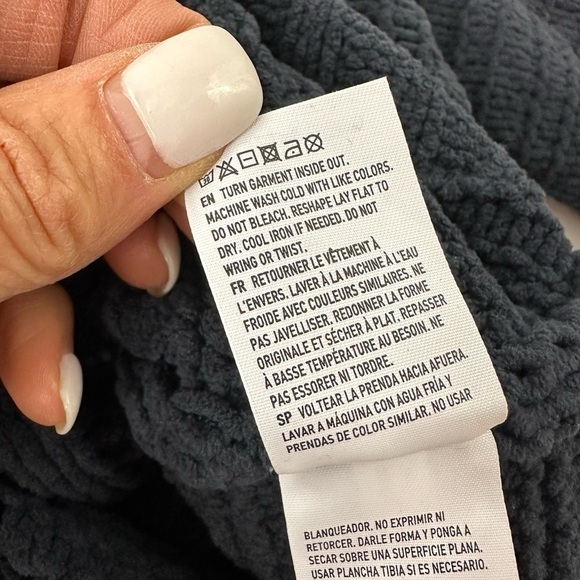 EN TURN GARMENT INSIDE OUT.
MACHINE WASH COLD WITH LIKE COLORS.
DO NOT BLEACH. RESHAPE LAY FLAT TO
DRY. COOL IRON IF NEEDED. DO NOT
WRING OR TWIST.
FR RETOURNER LE VÊTEMENT À
L'ENVERS. LAVER À LA MACHINE À L'EAU
FROIDE AVEC COULEURS SIMILAIRES. NE
PAS JAVELLISER. REDONNER LA FORME
ORIGINALE ET SÉCHER À PLAT. REPASSER
À BASSE TEMPÉRATURE AU BESOIN. NE
PAS ESSORER NI TORDRE.
SP VOLTEAR LA PRENDA HACIA AFUERA.
LAVAR A MÁQUINA CON AGUA FRÍA Y
PRENDAS DE COLOR SIMILAR. NO USAR
BLANQUEADOR. NO EXPRIMIR NI
RETORCER. DARLE FORMA Y PONGA A
SECAR SOBRE UNA SUPERFICIE PLANA.
USAR PLANCHA TIBIA SI ES NECESARIO.